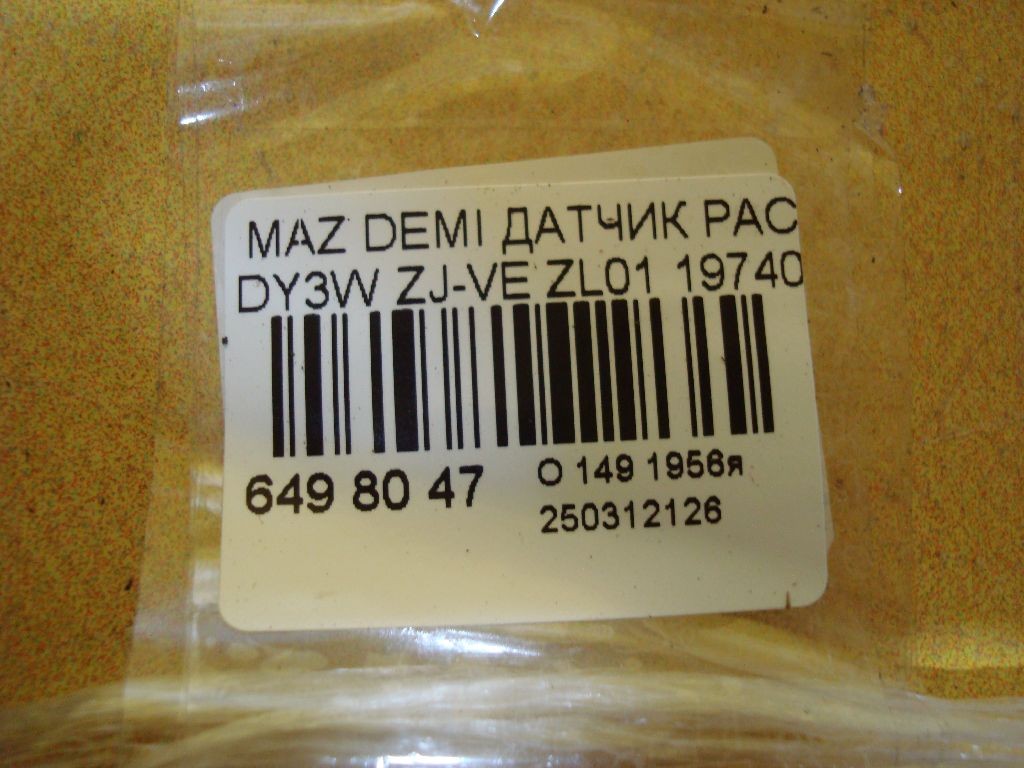 MAZ DEMI ДАТЧИК РАС
DY3W ZJ-VE ZL01 19740
649 80 47
O 149 1956я
250312126